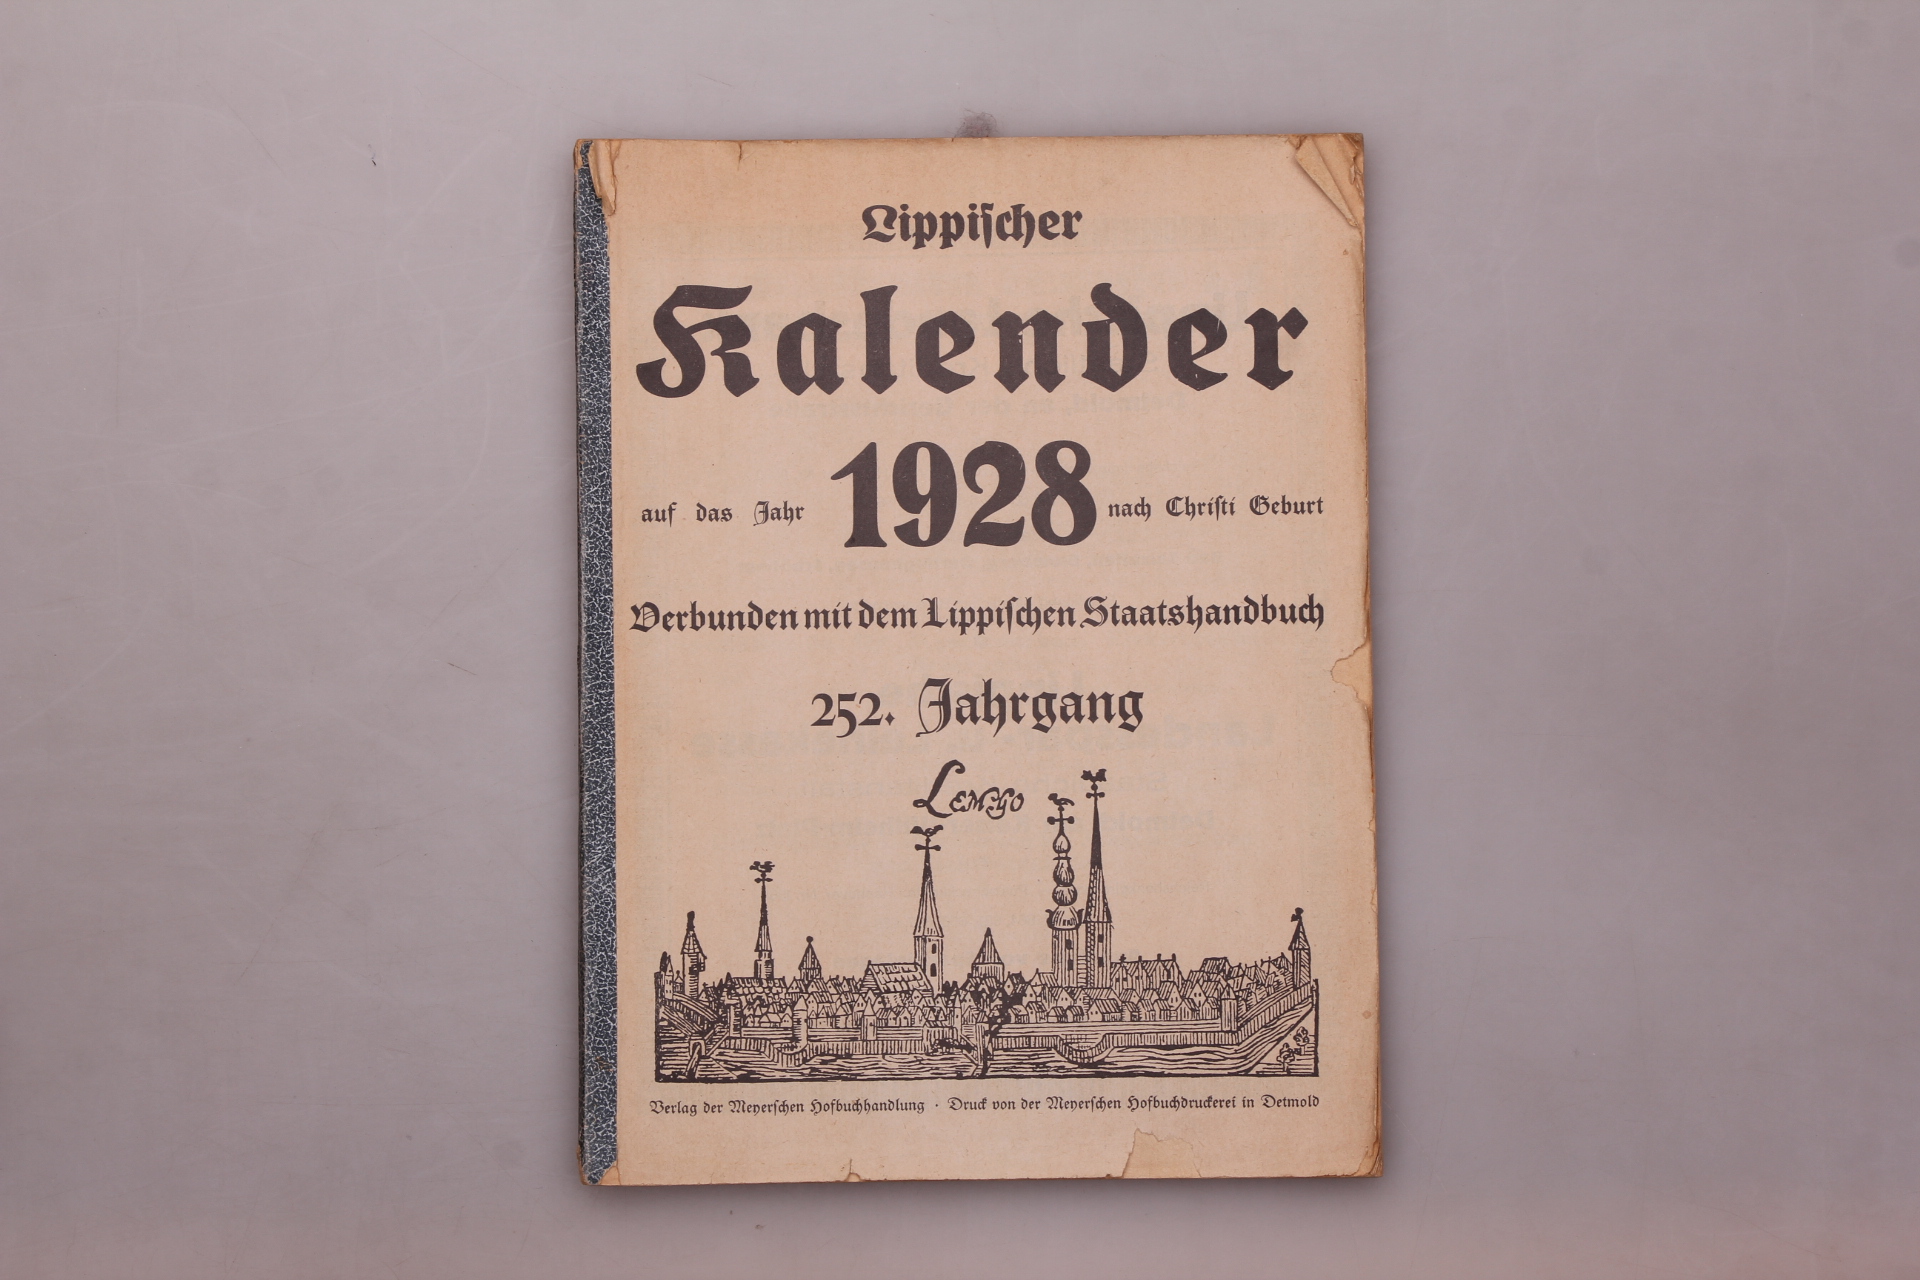 Lippiſcher
Kalender
auf das Jahr 1928 nach Chriſti Geburt
Verbunden mit dem Lippiſchen Staatshandbuch
252. Jahrgang
LEMGO
Verlag der Meyerſchen Hofbuchhandlung · Druck von der Meyerſchen Hofbuchdruckerei in Detmold